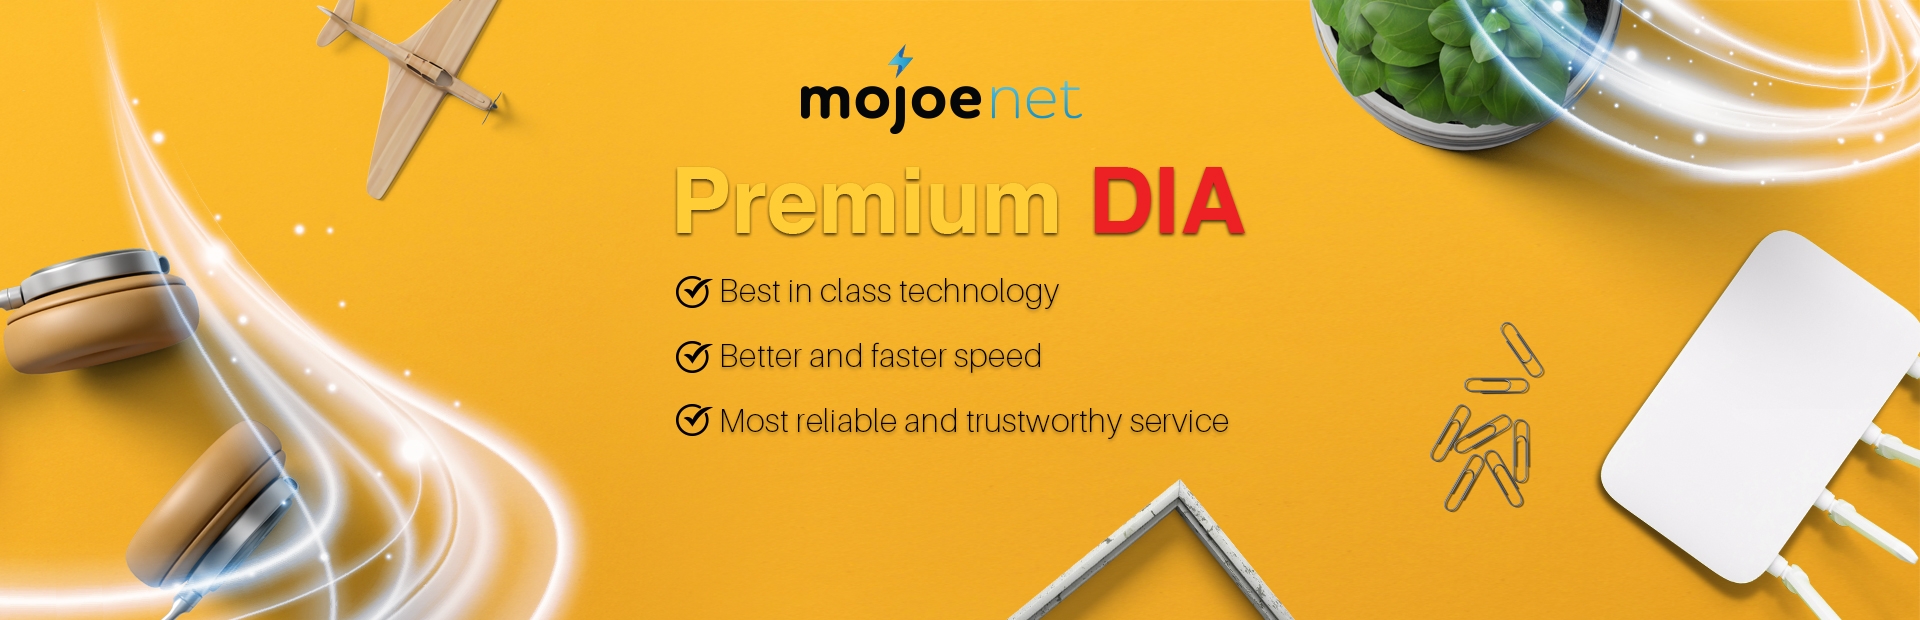 mojoenet
Premium DIA
Best in class technology
Better and faster speed
Most reliable and trustworthy service